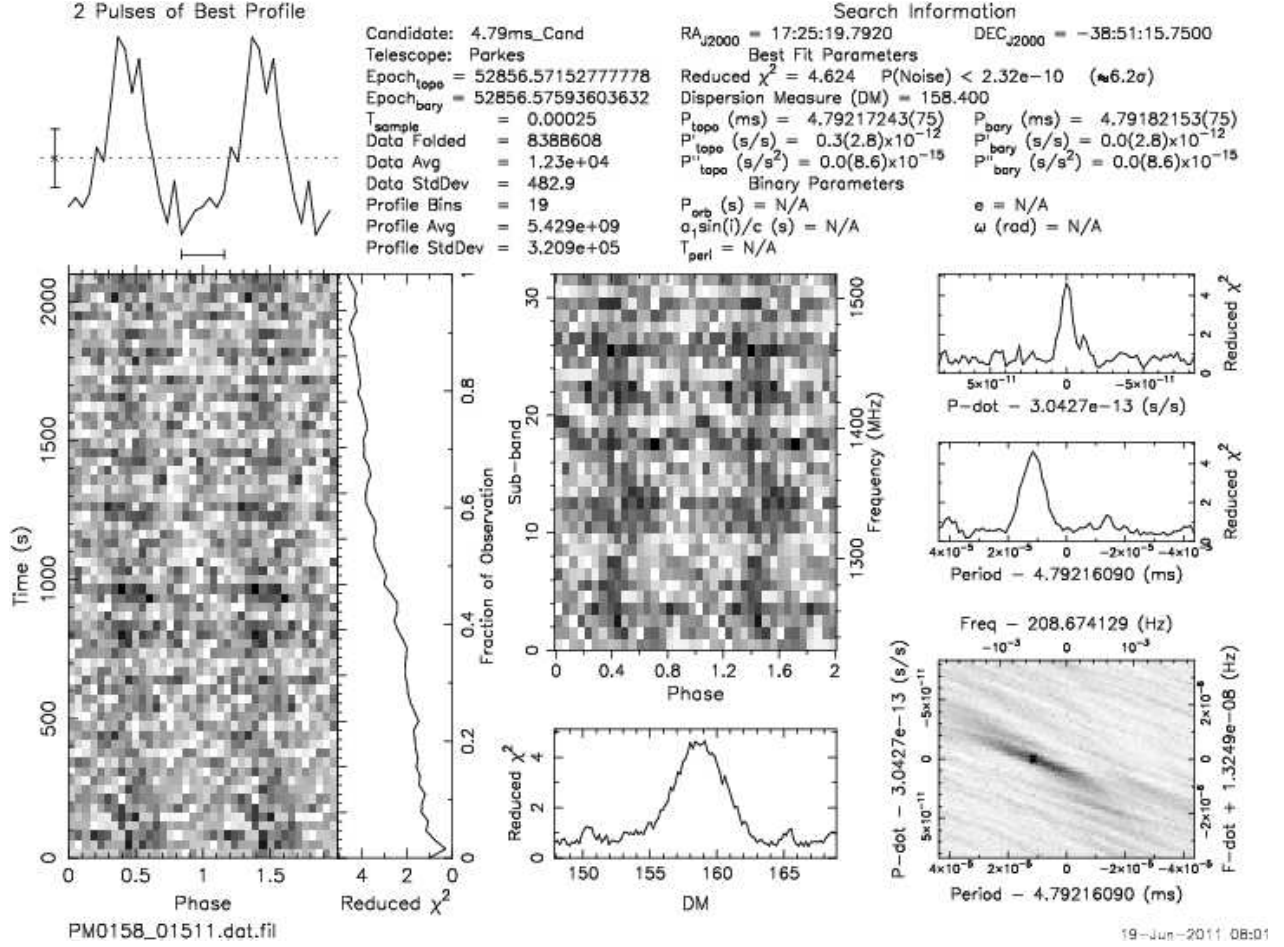 2 Pulses of Best Profile
Search Information
Candidate: 4.79ms_Cand
Telescope: Parkes
Epoch_topo = 52856.57152777778
Epoch_bary = 52856.57593603632
T_sample = 0.00025
Data Folded = 8388608
Data Avg = 1.23e+04
Data StdDev = 482.9
Profile Bins = 19
Profile Avg = 5.429e+09
Profile StdDev = 3.209e+05
RA_J2000 = 17:25:19.7920 DEC_J2000 = -38:51:15.7500
Best Fit Parameters
Reduced χ² = 4.624 P(Noise) < 2.32e-10 (≈6.2σ)
Dispersion Measure (DM) = 158.400
P_topo (ms) = 4.79217243(75) P_bary (ms) = 4.79182153(75)
P'_topo (s/s) = 0.3(2.8)x10⁻¹² P'_bary (s/s) = 0.0(2.8)x10⁻¹²
P''_topo (s/s²) = 0.0(8.6)x10⁻¹⁵ P''_bary (s/s²) = 0.0(8.6)x10⁻¹⁵
Binary Parameters
P_orb (s) = N/A e = N/A
a₁sin(i)/c (s) = N/A ω (rad) = N/A
T_peri = N/A
Time (s)
0 500 1000 1500 2000
0 0.5 1 1.5
Phase
Fraction of Observation
0 0.2 0.4 0.6 0.8 1
4 2 0
Reduced χ²
Sub-band
0 10 20 30
Frequency (MHz)
1300 1400 1500
0 0.4 0.8 1.2 1.6 2
Phase
Reduced χ²
0 2 4
150 155 160 165
DM
Reduced χ²
0 2 4
5×10⁻¹¹ 0 -5×10⁻¹¹
P-dot - 3.0427e-13 (s/s)
Reduced χ²
0 2 4
4×10⁻⁵ 2×10⁻⁵ 0 -2×10⁻⁵ -4×10⁻⁵
Period - 4.79216090 (ms)
Freq - 208.674129 (Hz)
-10⁻³ 0 10⁻³
P-dot - 3.0427e-13 (s/s)
5×10⁻¹¹ 0 -5×10⁻¹¹
F-dot + 1.3249e-08 (Hz)
-2×10⁻⁶ 0 2×10⁻⁶
4×10⁻⁵ 2×10⁻⁵ 0 -2×10⁻⁵ -4×10⁻⁵
Period - 4.79216090 (ms)
PM0158_01511.dat.fil
19-Jun-2011 08:01